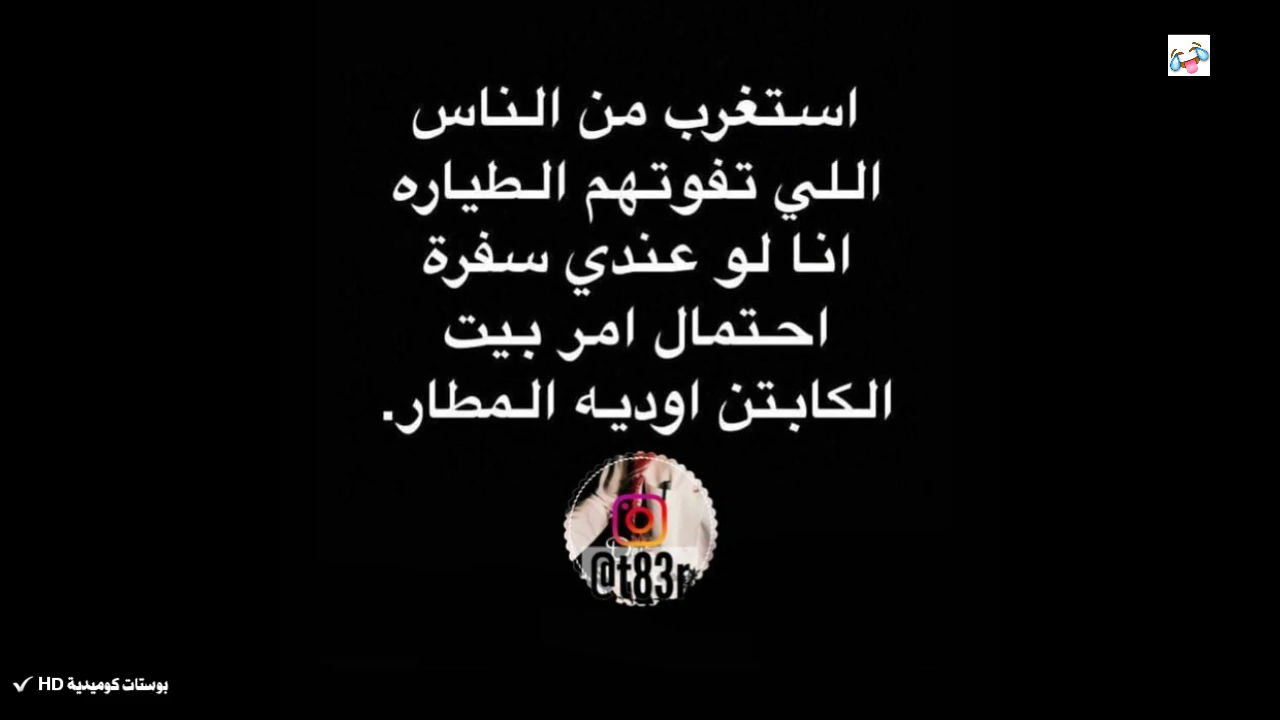 استغرب من الناس
اللي تفوتهم الطياره
انا لو عندي سفرة
احتمال امر بيت
الكابتن اوديه المطار.
@t83r
بوستات كوميدية HD